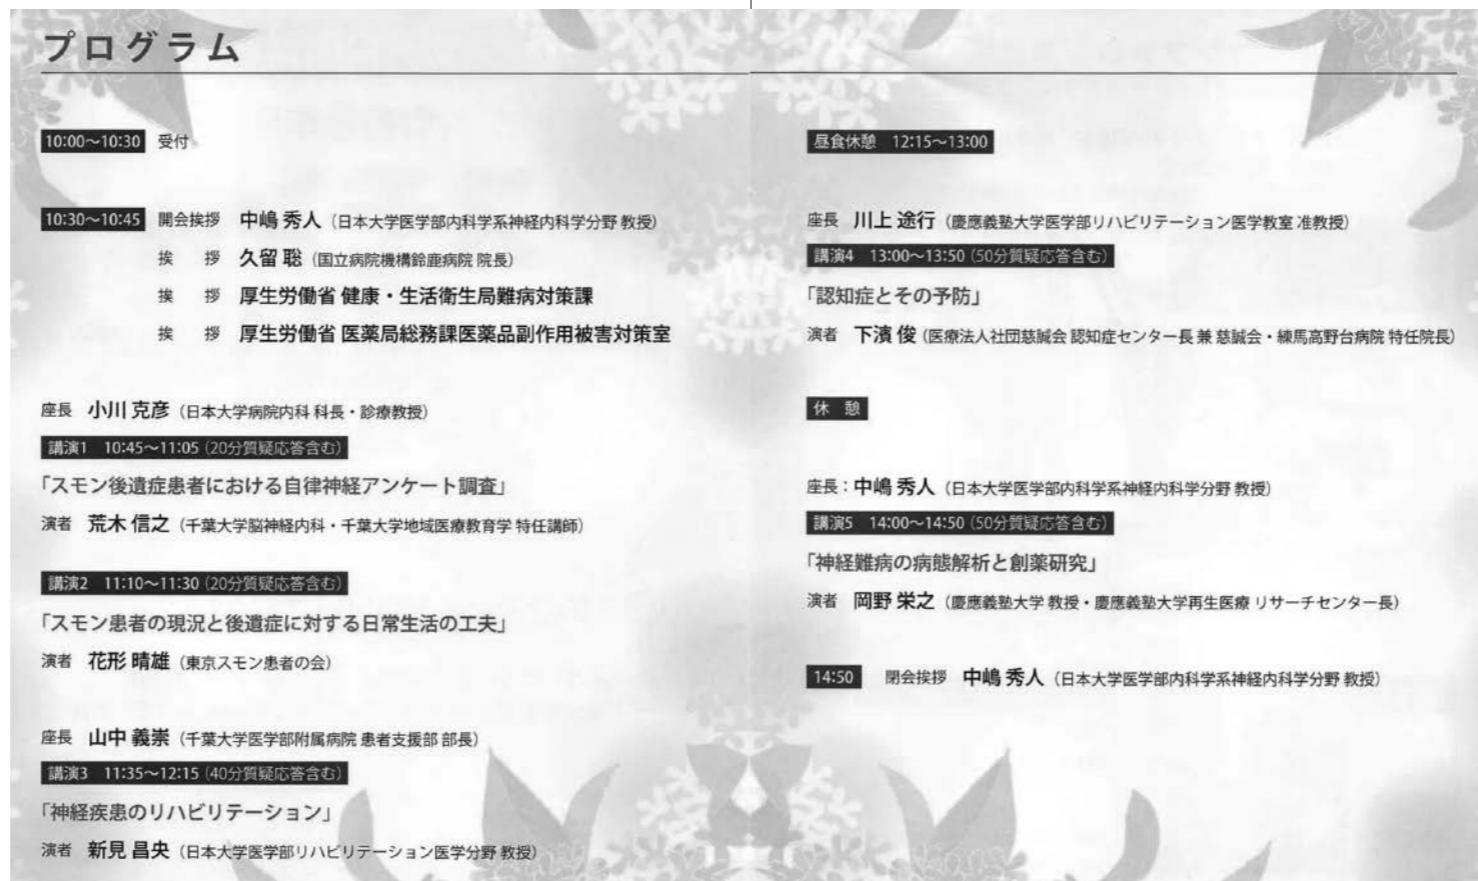 プログラム
10:00～10:30 受付
10:30～10:45 開会挨拶 中嶋 秀人（日本大学医学部内科学系神経内科学分野 教授）
挨 拶 久留 聡（国立病院機構鈴鹿病院 院長）
挨 拶 厚生労働省 健康・生活衛生局難病対策課
挨 拶 厚生労働省 医薬局総務課医薬品副作用被害対策室
座長 小川 克彦（日本大学病院内科 科長・診療教授）
講演1 10:45～11:05（20分質疑応答含む）
「スモン後遺症患者における自律神経アンケート調査」
演者 荒木 信之（千葉大学脳神経内科・千葉大学地域医療教育学 特任講師）
講演2 11:10～11:30（20分質疑応答含む）
「スモン患者の現況と後遺症に対する日常生活の工夫」
演者 花形 晴雄（東京スモン患者の会）
座長 山中 義崇（千葉大学医学部附属病院 患者支援部 部長）
講演3 11:35～12:15（40分質疑応答含む）
「神経疾患のリハビリテーション」
演者 新見 昌央（日本大学医学部リハビリテーション医学分野 教授）
昼食休憩 12:15～13:00
座長 川上 途行（慶應義塾大学医学部リハビリテーション医学教室 准教授）
講演4 13:00～13:50（50分質疑応答含む）
「認知症とその予防」
演者 下濱 俊（医療法人社団慈誠会 認知症センター長 兼 慈誠会・練馬高野台病院 特任院長）
休 憩
座長：中嶋 秀人（日本大学医学部内科学系神経内科学分野 教授）
講演5 14:00～14:50（50分質疑応答含む）
「神経難病の病態解析と創薬研究」
演者 岡野 栄之（慶應義塾大学 教授・慶應義塾大学再生医療 リサーチセンター長）
14:50 閉会挨拶 中嶋 秀人（日本大学医学部内科学系神経内科学分野 教授）